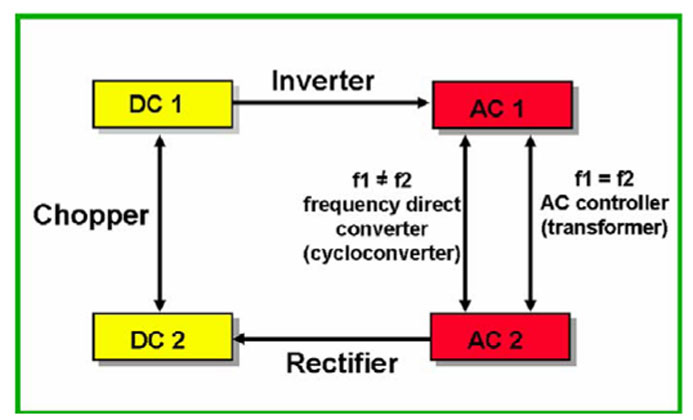 Inverter
DC 1
AC 1
f1 ≠ f2
frequency direct
converter
(cycloconverter)
f1 = f2
AC controller
(transformer)
Chopper
DC 2
AC 2
Rectifier